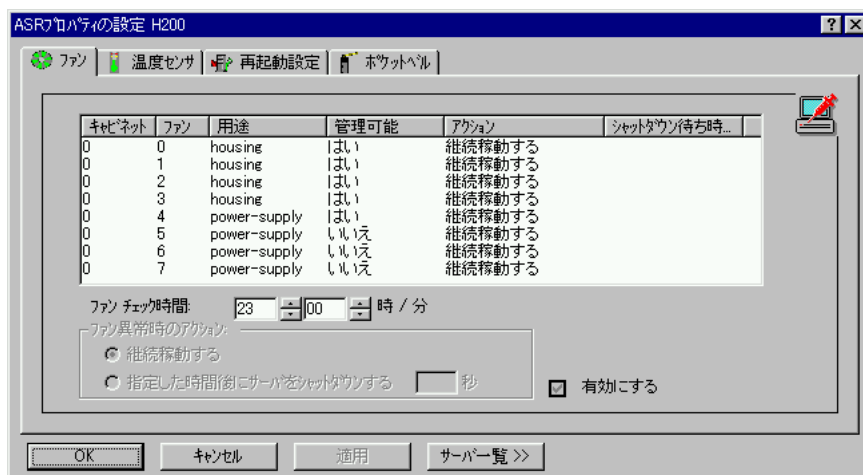 ASRプロパティの設定 H200
ファン 温度センサ 再起動設定 ポケットベル
キャビネット ファン 用途 管理可能 アクション シャットダウン待ち時...
0 0 housing はい 継続稼動する
0 1 housing はい 継続稼動する
0 2 housing はい 継続稼動する
0 3 housing はい 継続稼動する
0 4 power-supply はい 継続稼動する
0 5 power-supply いいえ 継続稼動する
0 6 power-supply いいえ 継続稼動する
0 7 power-supply いいえ 継続稼動する
ファン チェック時間: 23 00 時 / 分
ファン異常時のアクション:
継続稼動する
指定した時間後にサーバをシャットダウンする 秒
有効にする
OK キャンセル 適用 サーバ一覧 >>